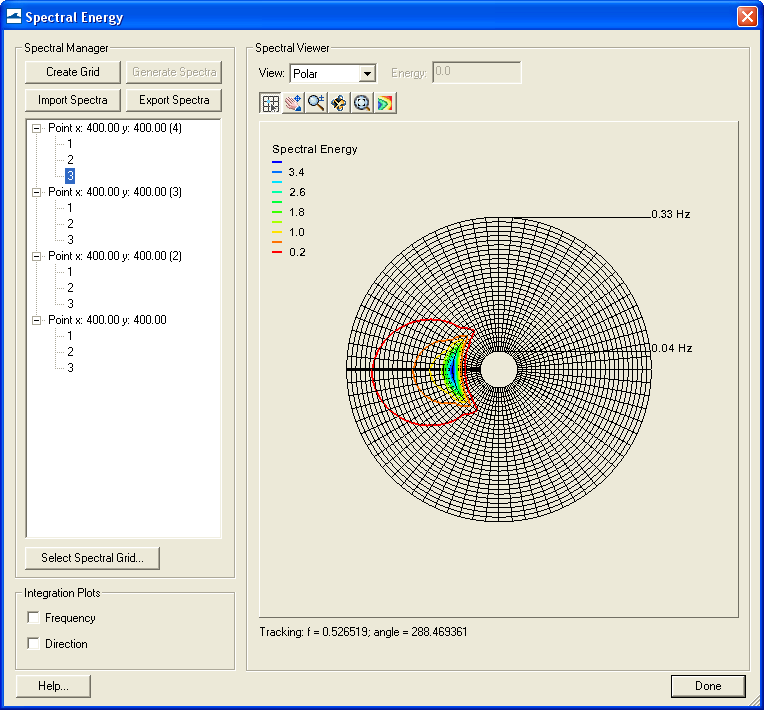 Spectral Energy
Spectral Manager
Create Grid
Generate Spectra
Import Spectra
Export Spectra
Point x: 400.00 y: 400.00 (4)
1
2
3
Point x: 400.00 y: 400.00 (3)
1
2
3
Point x: 400.00 y: 400.00 (2)
1
2
3
Point x: 400.00 y: 400.00
1
2
3
Select Spectral Grid...
Integration Plots
Frequency
Direction
Help...
Spectral Viewer
View: Polar
Energy: 0.0
Spectral Energy
3.4
2.6
1.8
1.0
0.2
0.33 Hz
0.04 Hz
Tracking: f = 0.526519; angle = 288.469361
Done